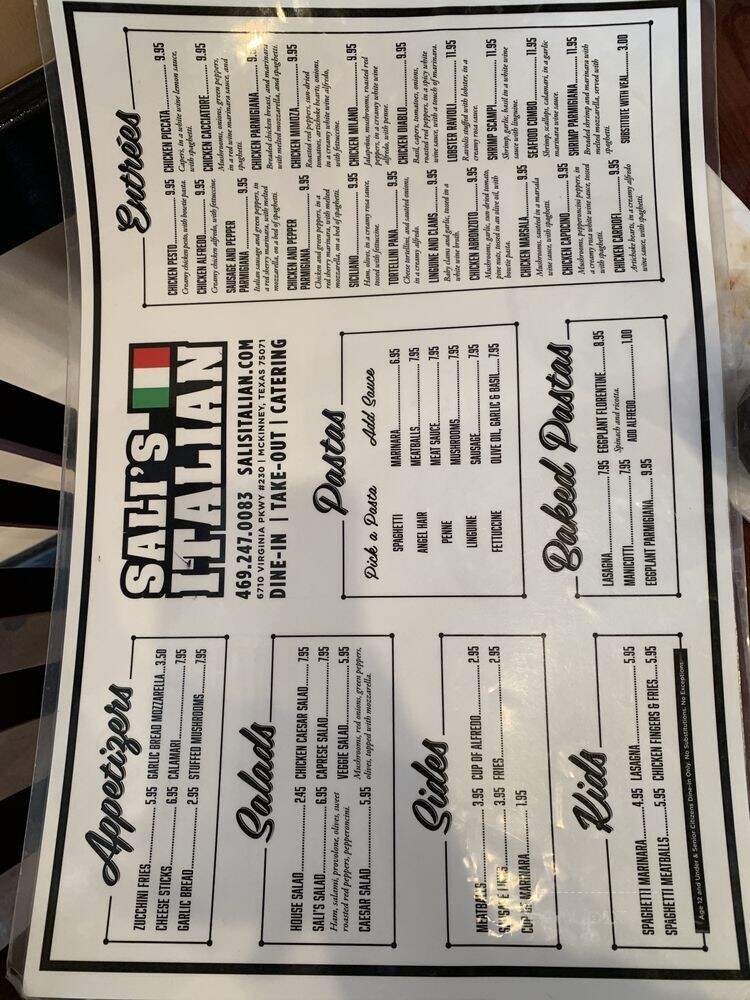 Appetizers
ZUCCHINI FRIES 5.95
CHEESE STICKS 6.95
GARLIC BREAD 2.95
GARLIC BREAD MOZZARELLA 3.50
CALAMARI 7.95
STUFFED MUSHROOMS 7.95
Salads
HOUSE SALAD 2.45
SALI'S SALAD 6.95
Ham, salami, provolone, olives, sweet
roasted red peppers, pepperoncini.
CAESAR SALAD 5.95
CHICKEN CAESAR SALAD 7.95
CAPRESE SALAD 7.95
VEGGIE SALAD 5.95
Mushrooms, red onions, green peppers,
olives, topped with mozzarella.
Sides
MEATBALLS 3.95
3.95
CUP OF MARINARA 1.95
CUP OF ALFREDO 2.95
FRIES 2.95
Kids
SPAGHETTI MARINARA 4.95
SPAGHETTI MEATBALLS 5.95
LASAGNA 5.95
CHICKEN FINGERS & FRIES 5.95
Age 12 and Under & Senior Citizens Dine-in Only. No Substitutions. No Exceptions.
SALI'S
ITALIAN
469.247.0083 SALISITALIAN.COM
6710 VIRGINIA PKWY #230 | MCKINNEY, TEXAS 75071
DINE-IN | TAKE-OUT | CATERING
Pastas
Pick a Pasta
SPAGHETTI
ANGEL HAIR
PENNE
LINGUINE
FETTUCINE
Add Sauce
MARINARA 6.95
MEATBALLS 7.95
MEAT SAUCE 7.95
MUSHROOMS 7.95
SAUSAGE 7.95
OLIVE OIL, GARLIC & BASIL 7.95
Baked Pastas
LASAGNA 7.95
MANICOTTI 7.95
EGGPLANT PARMIGIANA 9.95
EGGPLANT FLORENTINE 8.95
Spinach and ricotta.
ADD ALFREDO 1.00
Entrées
CHICKEN PESTO 9.95
Creamy chicken pesto, with bowtie pasta.
CHICKEN ALFREDO 9.95
Creamy chicken alfredo, with fettuccine.
SAUSAGE AND PEPPER
PARMIGIANA 9.95
Italian sausage and green peppers, in
a red sherry marinara, with melted
mozzarella, on a bed of spaghetti.
CHICKEN AND PEPPER
PARMIGIANA 9.95
Chicken and green peppers, in a
red sherry marinara, with melted
mozzarella, on a bed of spaghetti.
SICILIANO 9.95
Ham, olives, in a creamy rosa sauce,
tossed with fettuccine.
TORTELLINI PANA 9.95
Cheese tortellini, and sautéed onions,
in a creamy alfredo.
LINGUINE AND CLAMS 9.95
Baby clams and garlic, tossed in a
white wine broth.
CHICKEN ABRONZOTTO 9.95
Mushrooms, garlic, sun-dried tomato,
pine nuts, tossed in an olive oil, with
bowtie pasta.
CHICKEN MARSALA 9.95
Mushrooms, sautéed in a marsala
wine sauce, with spaghetti.
CHICKEN CAPOCINO 9.95
Mushrooms, pepperoncini peppers, in
a creamy rosa white wine sauce, tossed
with spaghetti.
CHICKEN CARCIOFI 9.95
Artichoke hearts, in a creamy alfredo
wine sauce, with spaghetti.
CHICKEN PICCATA 9.95
Capers, in a white wine lemon sauce,
with spaghetti.
CHICKEN CACCIATORE 9.95
Mushrooms, onions, green peppers,
in a red wine marinara sauce, and
spaghetti.
CHICKEN PARMIGIANA
Breaded chicken breast, and marinara
with melted mozzarella, and spaghetti.
CHICKEN MIMOZA 9.95
Roasted red peppers, sun-dried
tomatoes, artichoke hearts, onions,
in a creamy white wine alfredo,
with fettuccine.
CHICKEN MILANO 9.95
Jalapeños, mushrooms, roasted red
peppers, in a creamy white wine
alfredo, with penne.
CHICKEN DIABLO 9.95
Basil, capers, tomatoes, onions,
roasted red peppers, in a spicy white
wine sauce, with a touch of marinara.
LOBSTER RAVIOLI 11.95
Ravioli stuffed with lobster, in a
creamy rosa sauce.
SHRIMP SCAMPI 11.95
Shrimp, garlic, basil in a white wine
sauce with linguine.
SEAFOOD COMBO 11.95
Shrimp, scallops, calamari, in a garlic
marinara wine sauce.
SHRIMP PARMIGIANA 11.95
Breaded shrimp and marinara with
melted mozzarella, served with
spaghetti.
SUBSTITUTE WITH VEAL 3.00